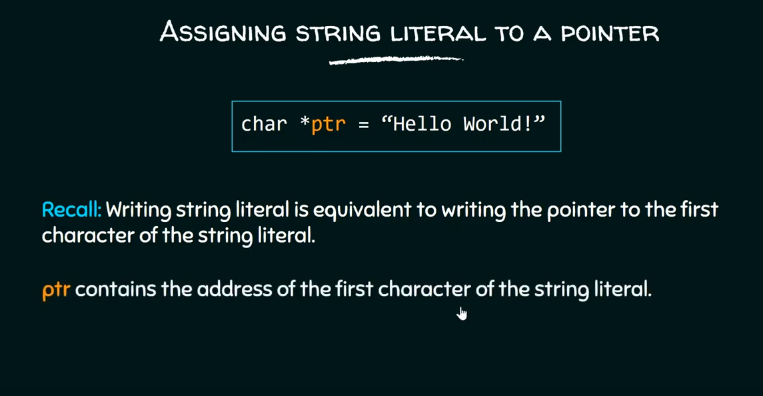 Assigning string literal to a pointer
char *ptr = “Hello World!”
Recall: Writing string literal is equivalent to writing the pointer to the first
character of the string literal.
ptr contains the address of the first character of the string literal.